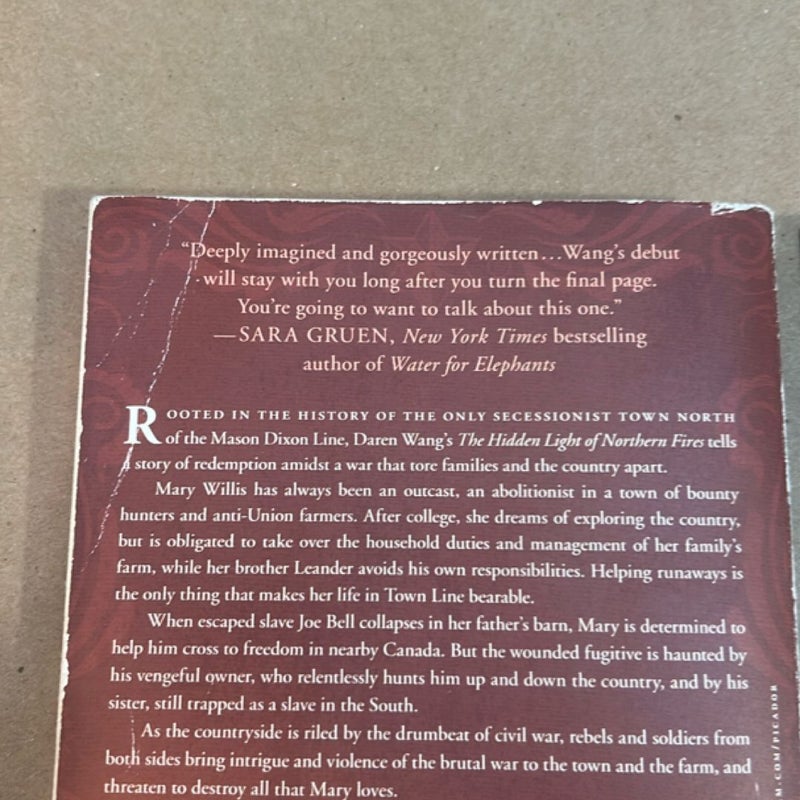 “Deeply imagined and gorgeously written...Wang’s debut
will stay with you long after you turn the final page.
You’re going to want to talk about this one.”
—SARA GRUEN, New York Times bestselling
author of Water for Elephants
ROOTED IN THE HISTORY OF THE ONLY SECESSIONIST TOWN NORTH
of the Mason Dixon Line, Daren Wang’s The Hidden Light of Northern Fires tells
a story of redemption amidst a war that tore families and the country apart.
Mary Willis has always been an outcast, an abolitionist in a town of bounty
hunters and anti-Union farmers. After college, she dreams of exploring the country,
but is obligated to take over the household duties and management of her family’s
farm, while her brother Leander avoids his own responsibilities. Helping runaways is
the only thing that makes her life in Town Line bearable.
When escaped slave Joe Bell collapses in her father’s barn, Mary is determined to
help him cross to freedom in nearby Canada. But the wounded fugitive is haunted by
his vengeful owner, who relentlessly hunts him up and down the country, and by his
sister, still trapped as a slave in the South.
As the countryside is riled by the drumbeat of civil war, rebels and soldiers from
both sides bring intrigue and violence of the brutal war to the town and the farm, and
threaten to destroy all that Mary loves.
M.COM/PICADOR